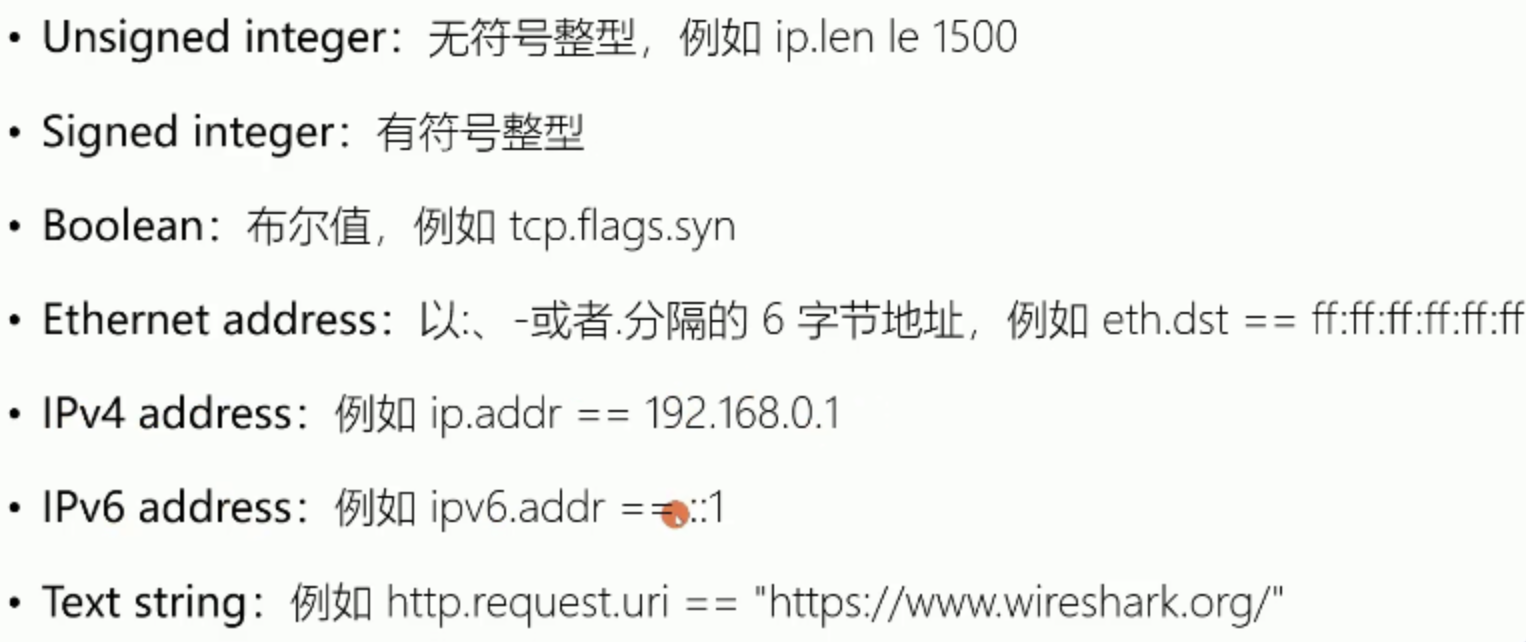 • Unsigned integer：无符号整型，例如 ip.len le 1500
• Signed integer：有符号整型
• Boolean：布尔值，例如 tcp.flags.syn
• Ethernet address：以:、-或者.分隔的 6 字节地址，例如 eth.dst == ff:ff:ff:ff:ff:ff
• IPv4 address：例如 ip.addr == 192.168.0.1
• IPv6 address：例如 ipv6.addr == ::1
• Text string：例如 http.request.uri == "https://www.wireshark.org/"